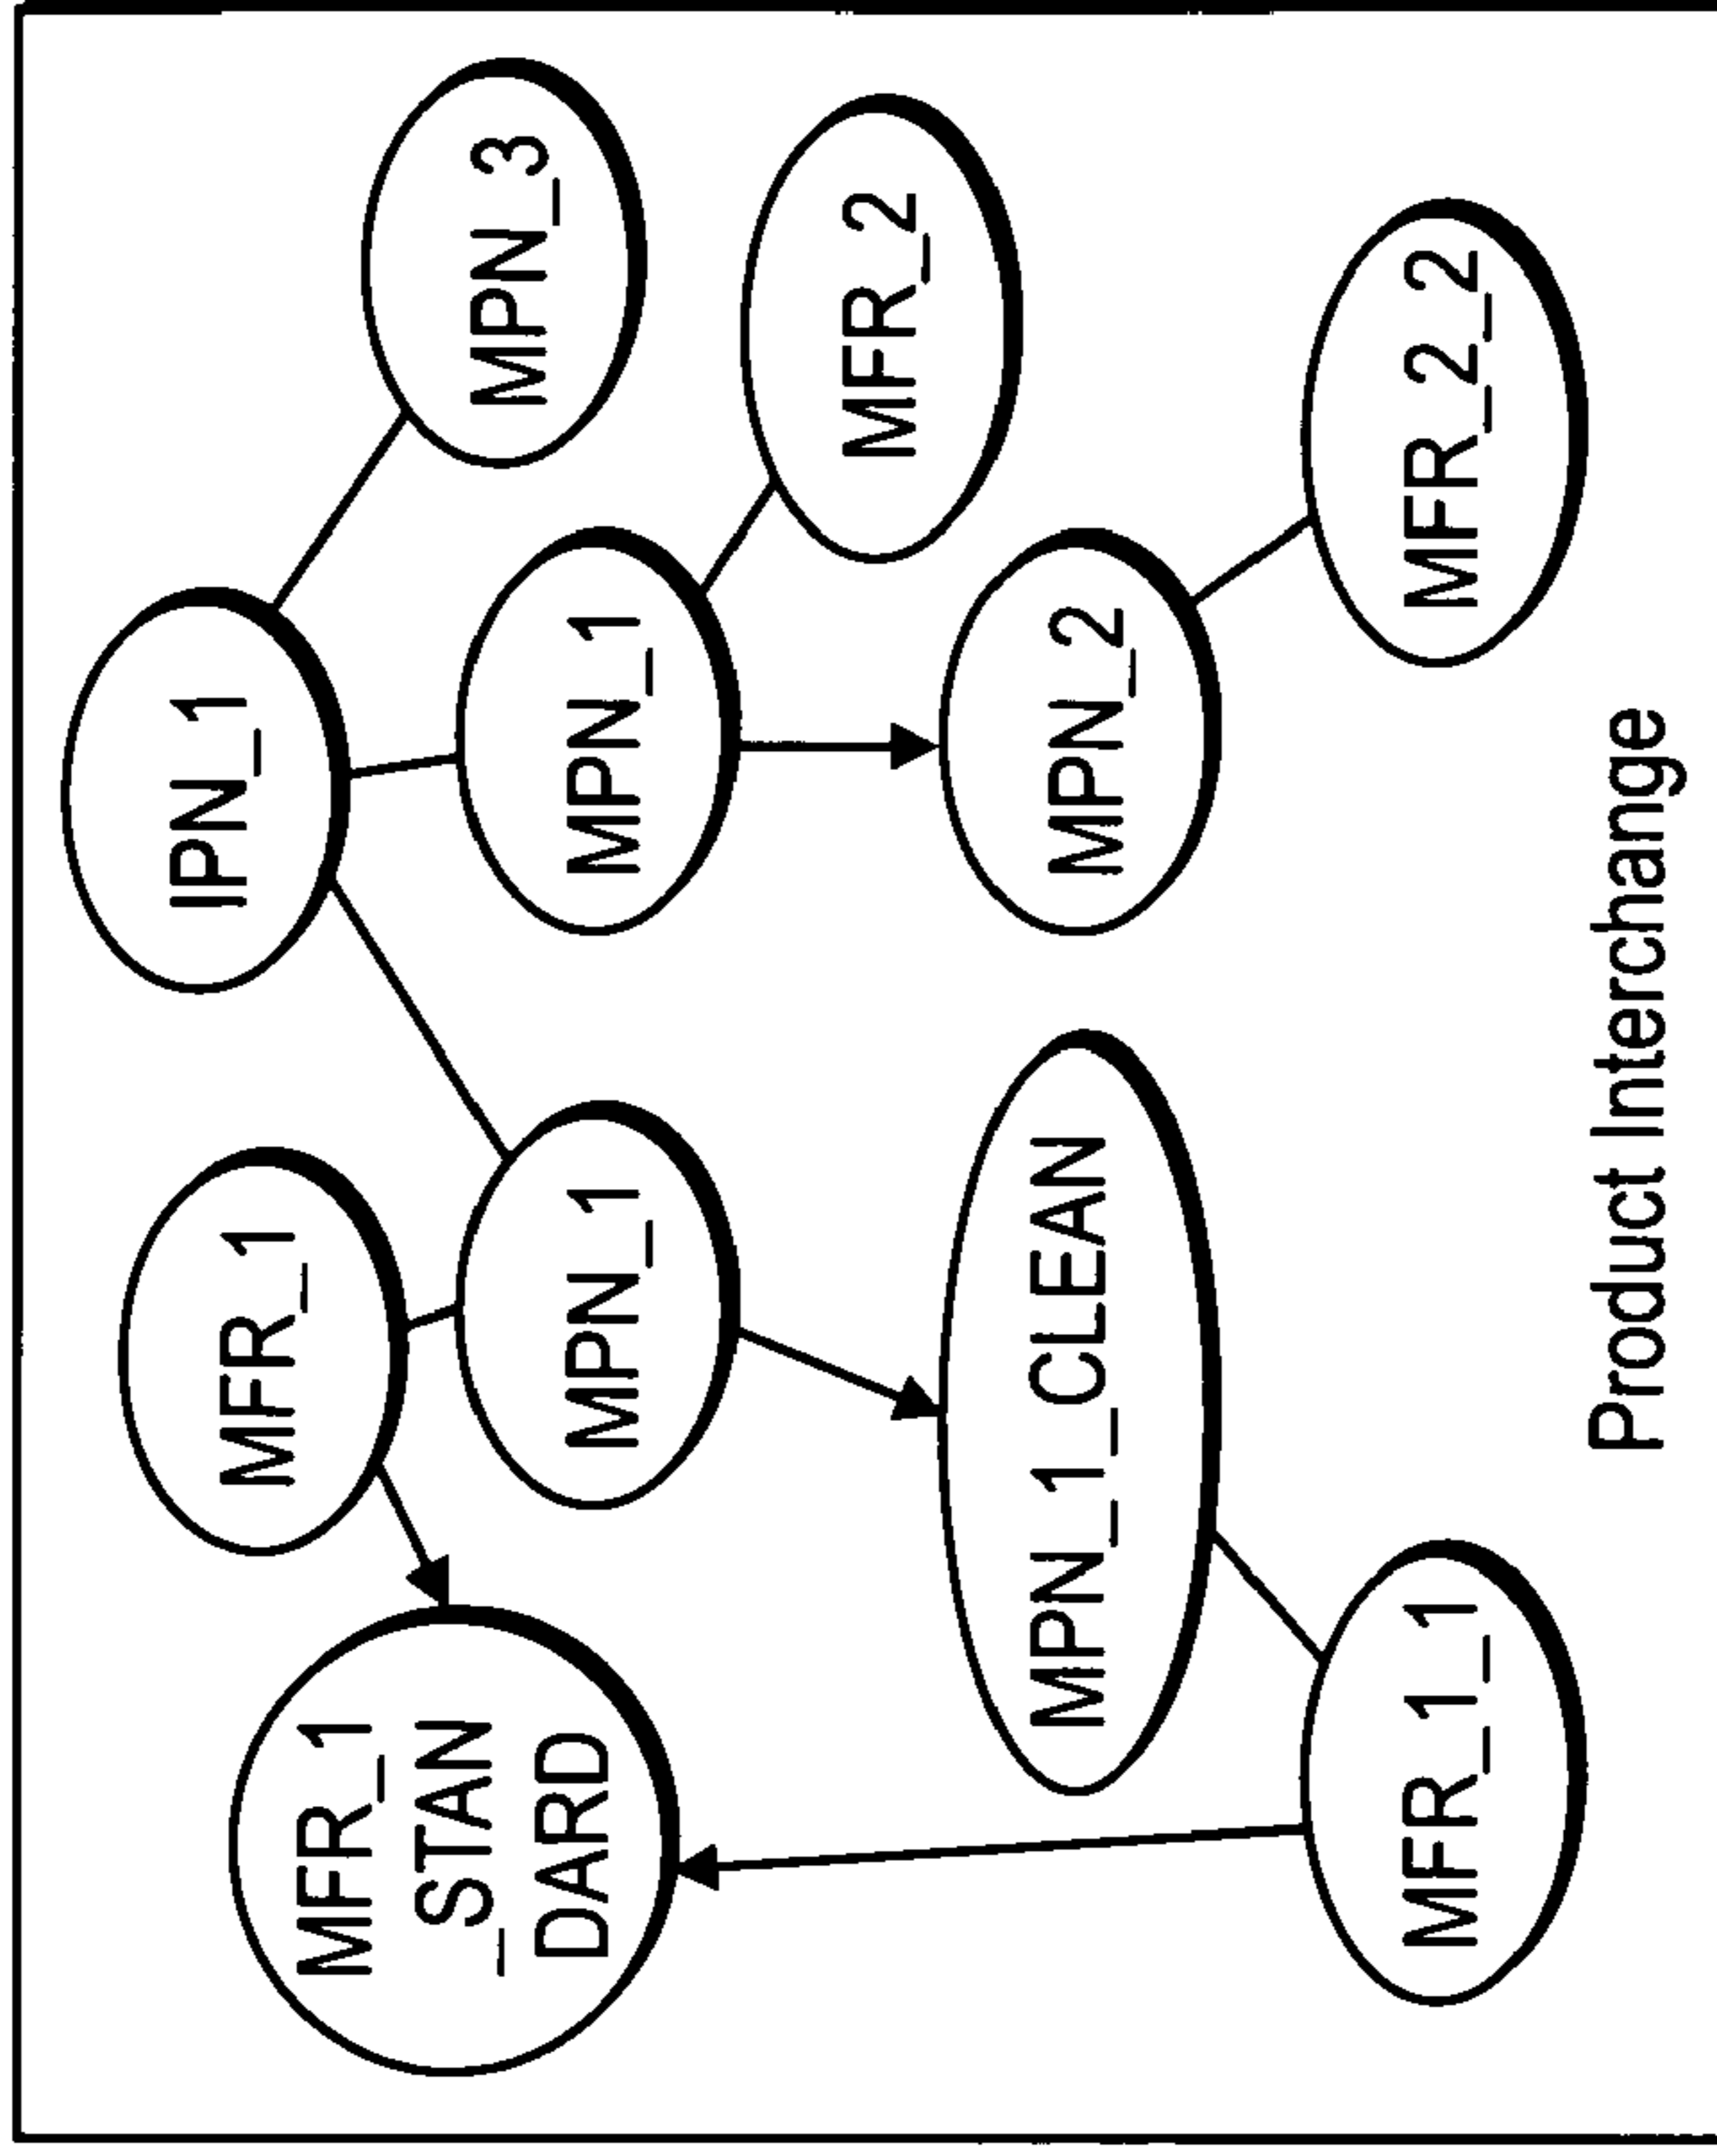 IPN_1
MFR_1
MFR_1
_STAN
DARD
MPN_3
MPN_1
MPN_1
MFR_2
MPN_1_CLEAN
MPN_2
MFR_1_1
MFR_2_2
Product Interchange